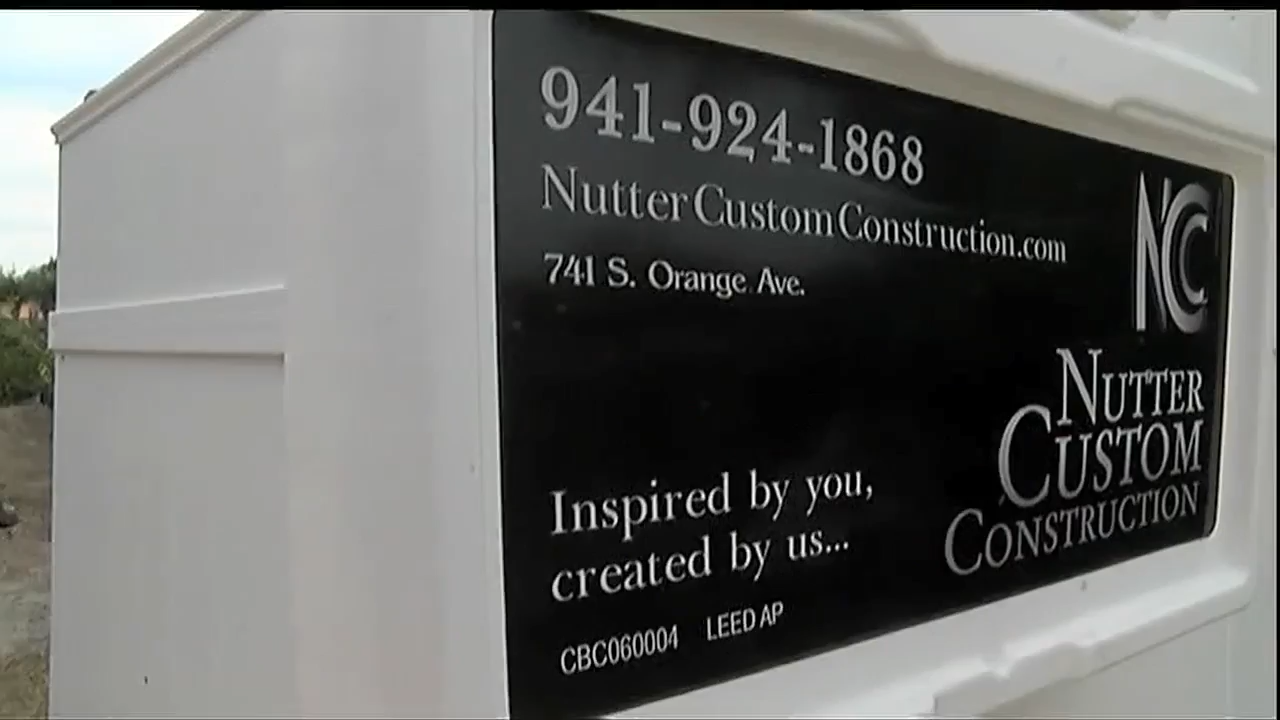 941-924-1868
NutterCustomConstruction.com
741 S. Orange Ave.
NCC
NUTTER
CUSTOM
CONSTRUCTION
Inspired by you,
created by us...
CBC060004 LEED AP